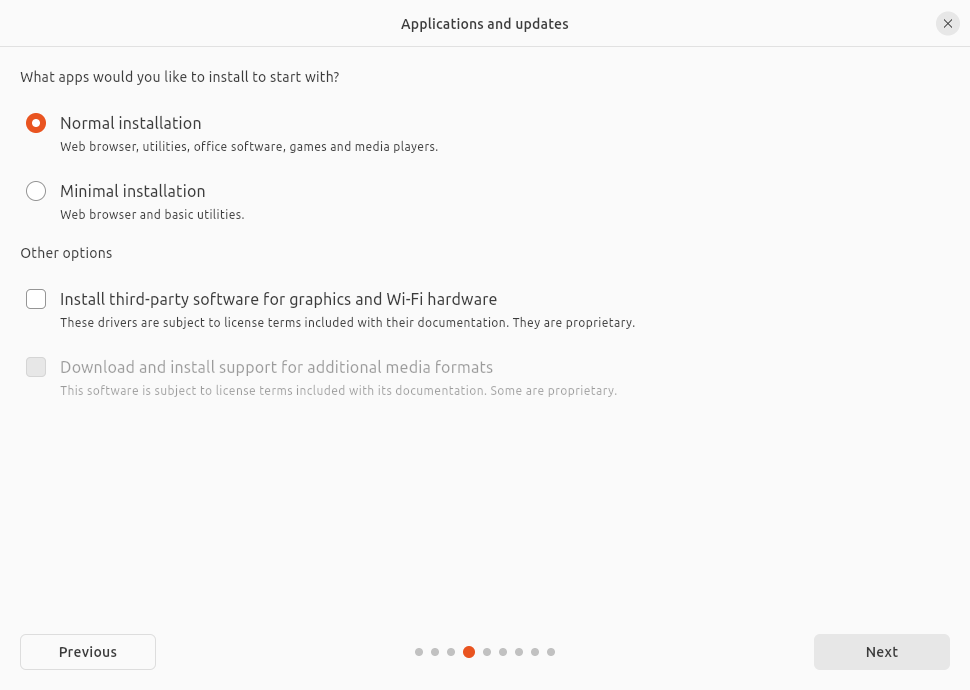 Applications and updates
What apps would you like to install to start with?
Normal installation
Web browser, utilities, office software, games and media players.
Minimal installation
Web browser and basic utilities.
Other options
Install third-party software for graphics and Wi-Fi hardware
These drivers are subject to license terms included with their documentation. They are proprietary.
Download and install support for additional media formats
This software is subject to license terms included with its documentation. Some are proprietary.
Previous
Next